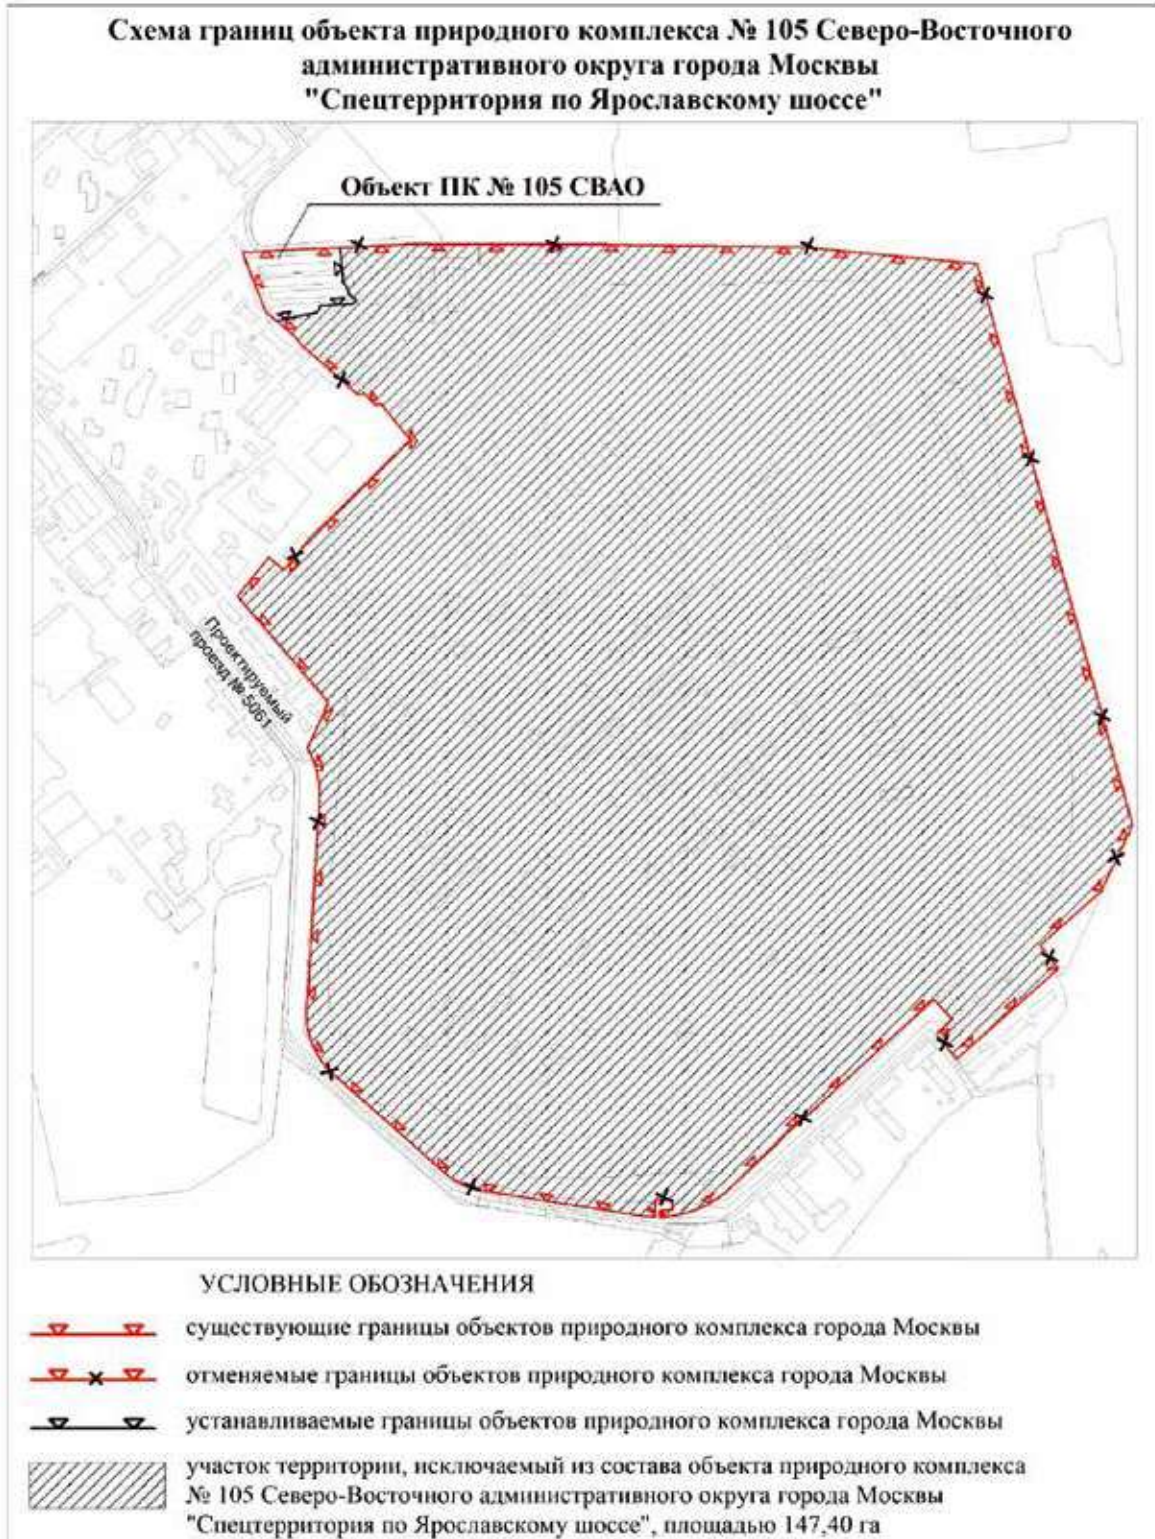 Схема границ объекта природного комплекса № 105 Северо-Восточного
административного округа города Москвы
"Спецтерритория по Ярославскому шоссе"
Объект ПК № 105 СВАО
Проектируемый
проезд № 5061
УСЛОВНЫЕ ОБОЗНАЧЕНИЯ
существующие границы объектов природного комплекса города Москвы
отменяемые границы объектов природного комплекса города Москвы
устанавливаемые границы объектов природного комплекса города Москвы
участок территории, исключаемый из состава объекта природного комплекса
№ 105 Северо-Восточного административного округа города Москвы
"Спецтерритория по Ярославскому шоссе", площадью 147,40 га